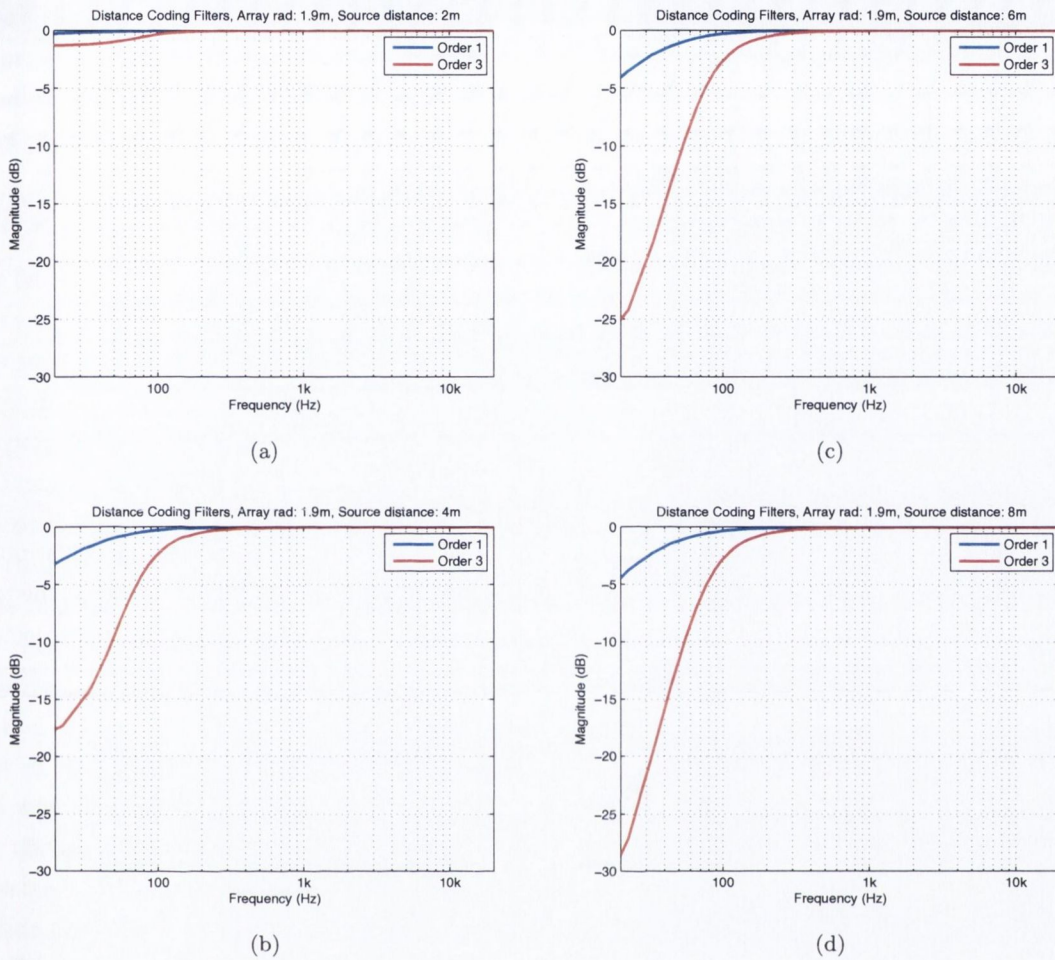 Distance Coding Filters, Array rad: 1.9m, Source distance: 2m
0
−5
−10
−15
−20
−25
−30
Magnitude (dB)
Order 1
Order 3
100
1k
10k
Frequency (Hz)
(a)
Distance Coding Filters, Array rad: 1.9m, Source distance: 6m
0
−5
−10
−15
−20
−25
−30
Magnitude (dB)
Order 1
Order 3
100
1k
10k
Frequency (Hz)
(c)
Distance Coding Filters, Array rad: 1.9m, Source distance: 4m
0
−5
−10
−15
−20
−25
−30
Magnitude (dB)
Order 1
Order 3
100
1k
10k
Frequency (Hz)
(b)
Distance Coding Filters, Array rad: 1.9m, Source distance: 8m
0
−5
−10
−15
−20
−25
−30
Magnitude (dB)
Order 1
Order 3
100
1k
10k
Frequency (Hz)
(d)